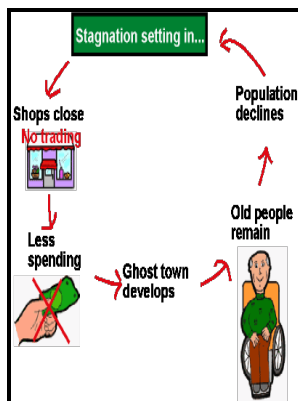 Stagnation setting in...
Shops close
No trading
Less
spending
Ghost town
develops
Old people
remain
Population
declines